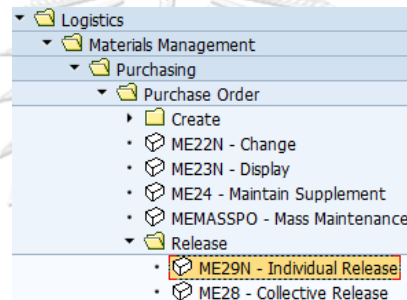 Logistics
Materials Management
Purchasing
Purchase Order
Create
ME22N - Change
ME23N - Display
ME24 - Maintain Supplement
MEMASSPO - Mass Maintenance
Release
ME29N - Individual Release
ME28 - Collective Release